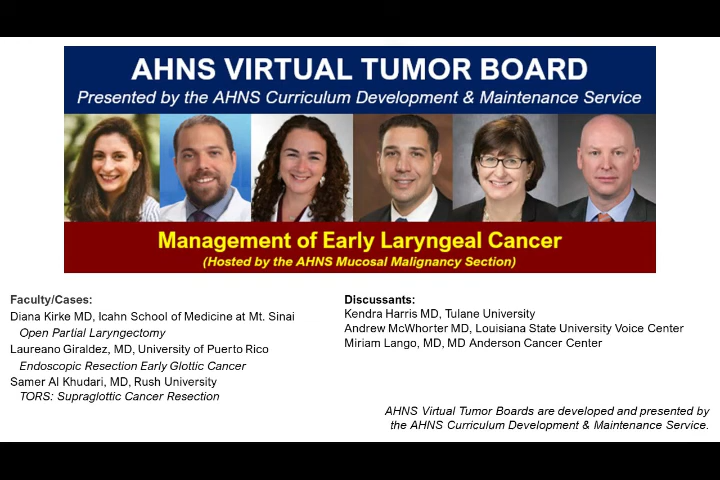 AHNS VIRTUAL TUMOR BOARD
Presented by the AHNS Curriculum Development & Maintenance Service
Management of Early Laryngeal Cancer
(Hosted by the AHNS Mucosal Malignancy Section)
Faculty/Cases:
Diana Kirke MD, Icahn School of Medicine at Mt. Sinai
Open Partial Laryngectomy
Laureano Giraldez, MD, University of Puerto Rico
Endoscopic Resection Early Glottic Cancer
Samer Al Khudari, MD, Rush University
TORS: Supraglottic Cancer Resection
Discussants:
Kendra Harris MD, Tulane University
Andrew McWhorter MD, Louisiana State University Voice Center
Miriam Lango, MD, MD Anderson Cancer Center
AHNS Virtual Tumor Boards are developed and presented by
the AHNS Curriculum Development & Maintenance Service.